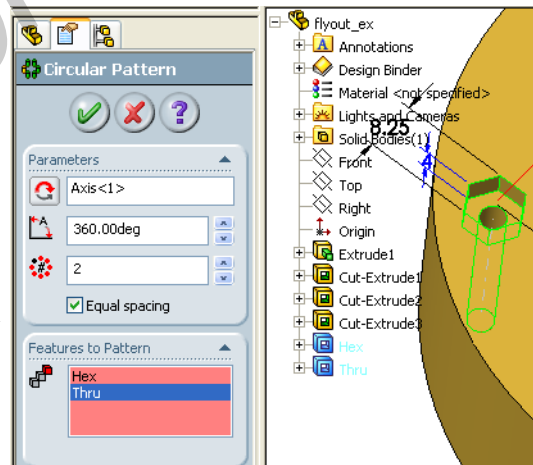 Circular Pattern
?
Parameters
Axis<1>
360.00deg
2
Equal spacing
Features to Pattern
Hex
Thru
flyout_ex
Annotations
Design Binder
Material <not specified>
Lights and Cameras
Solid Bodies(1)
Front
Top
Right
Origin
Extrude1
Cut-Extrude1
Cut-Extrude2
Cut-Extrude3
Hex
Thru
8.25
4